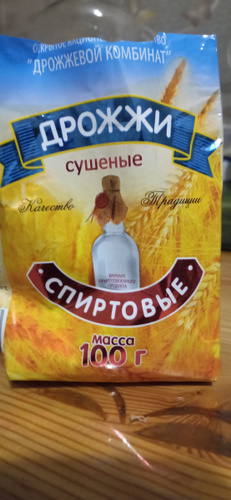 "ДРОЖЖЕВОЙ КОМБИНАТ"
ДРОЖЖИ
сушеные
Качество Традиции
СПИРТОВЫЕ
масса
100 г